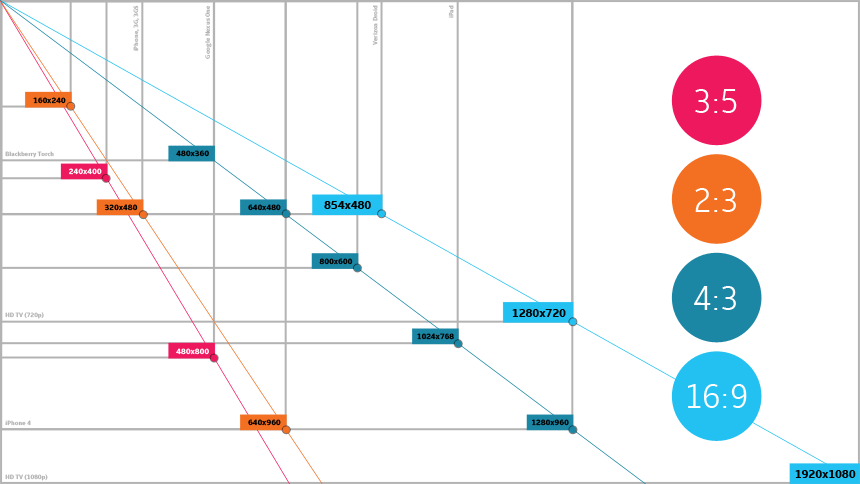 iPhone, 3G, 3GS
Google Nexus One
Verizon Droid
iPad
160x240
3:5
Blackberry Torch
480x360
240x400
2:3
320x480
640x480
854x480
800x600
4:3
HD TV (720p)
1280x720
1024x768
480x800
16:9
iPhone 4
640x960
1280x960
HD TV (1080p)
1920x1080